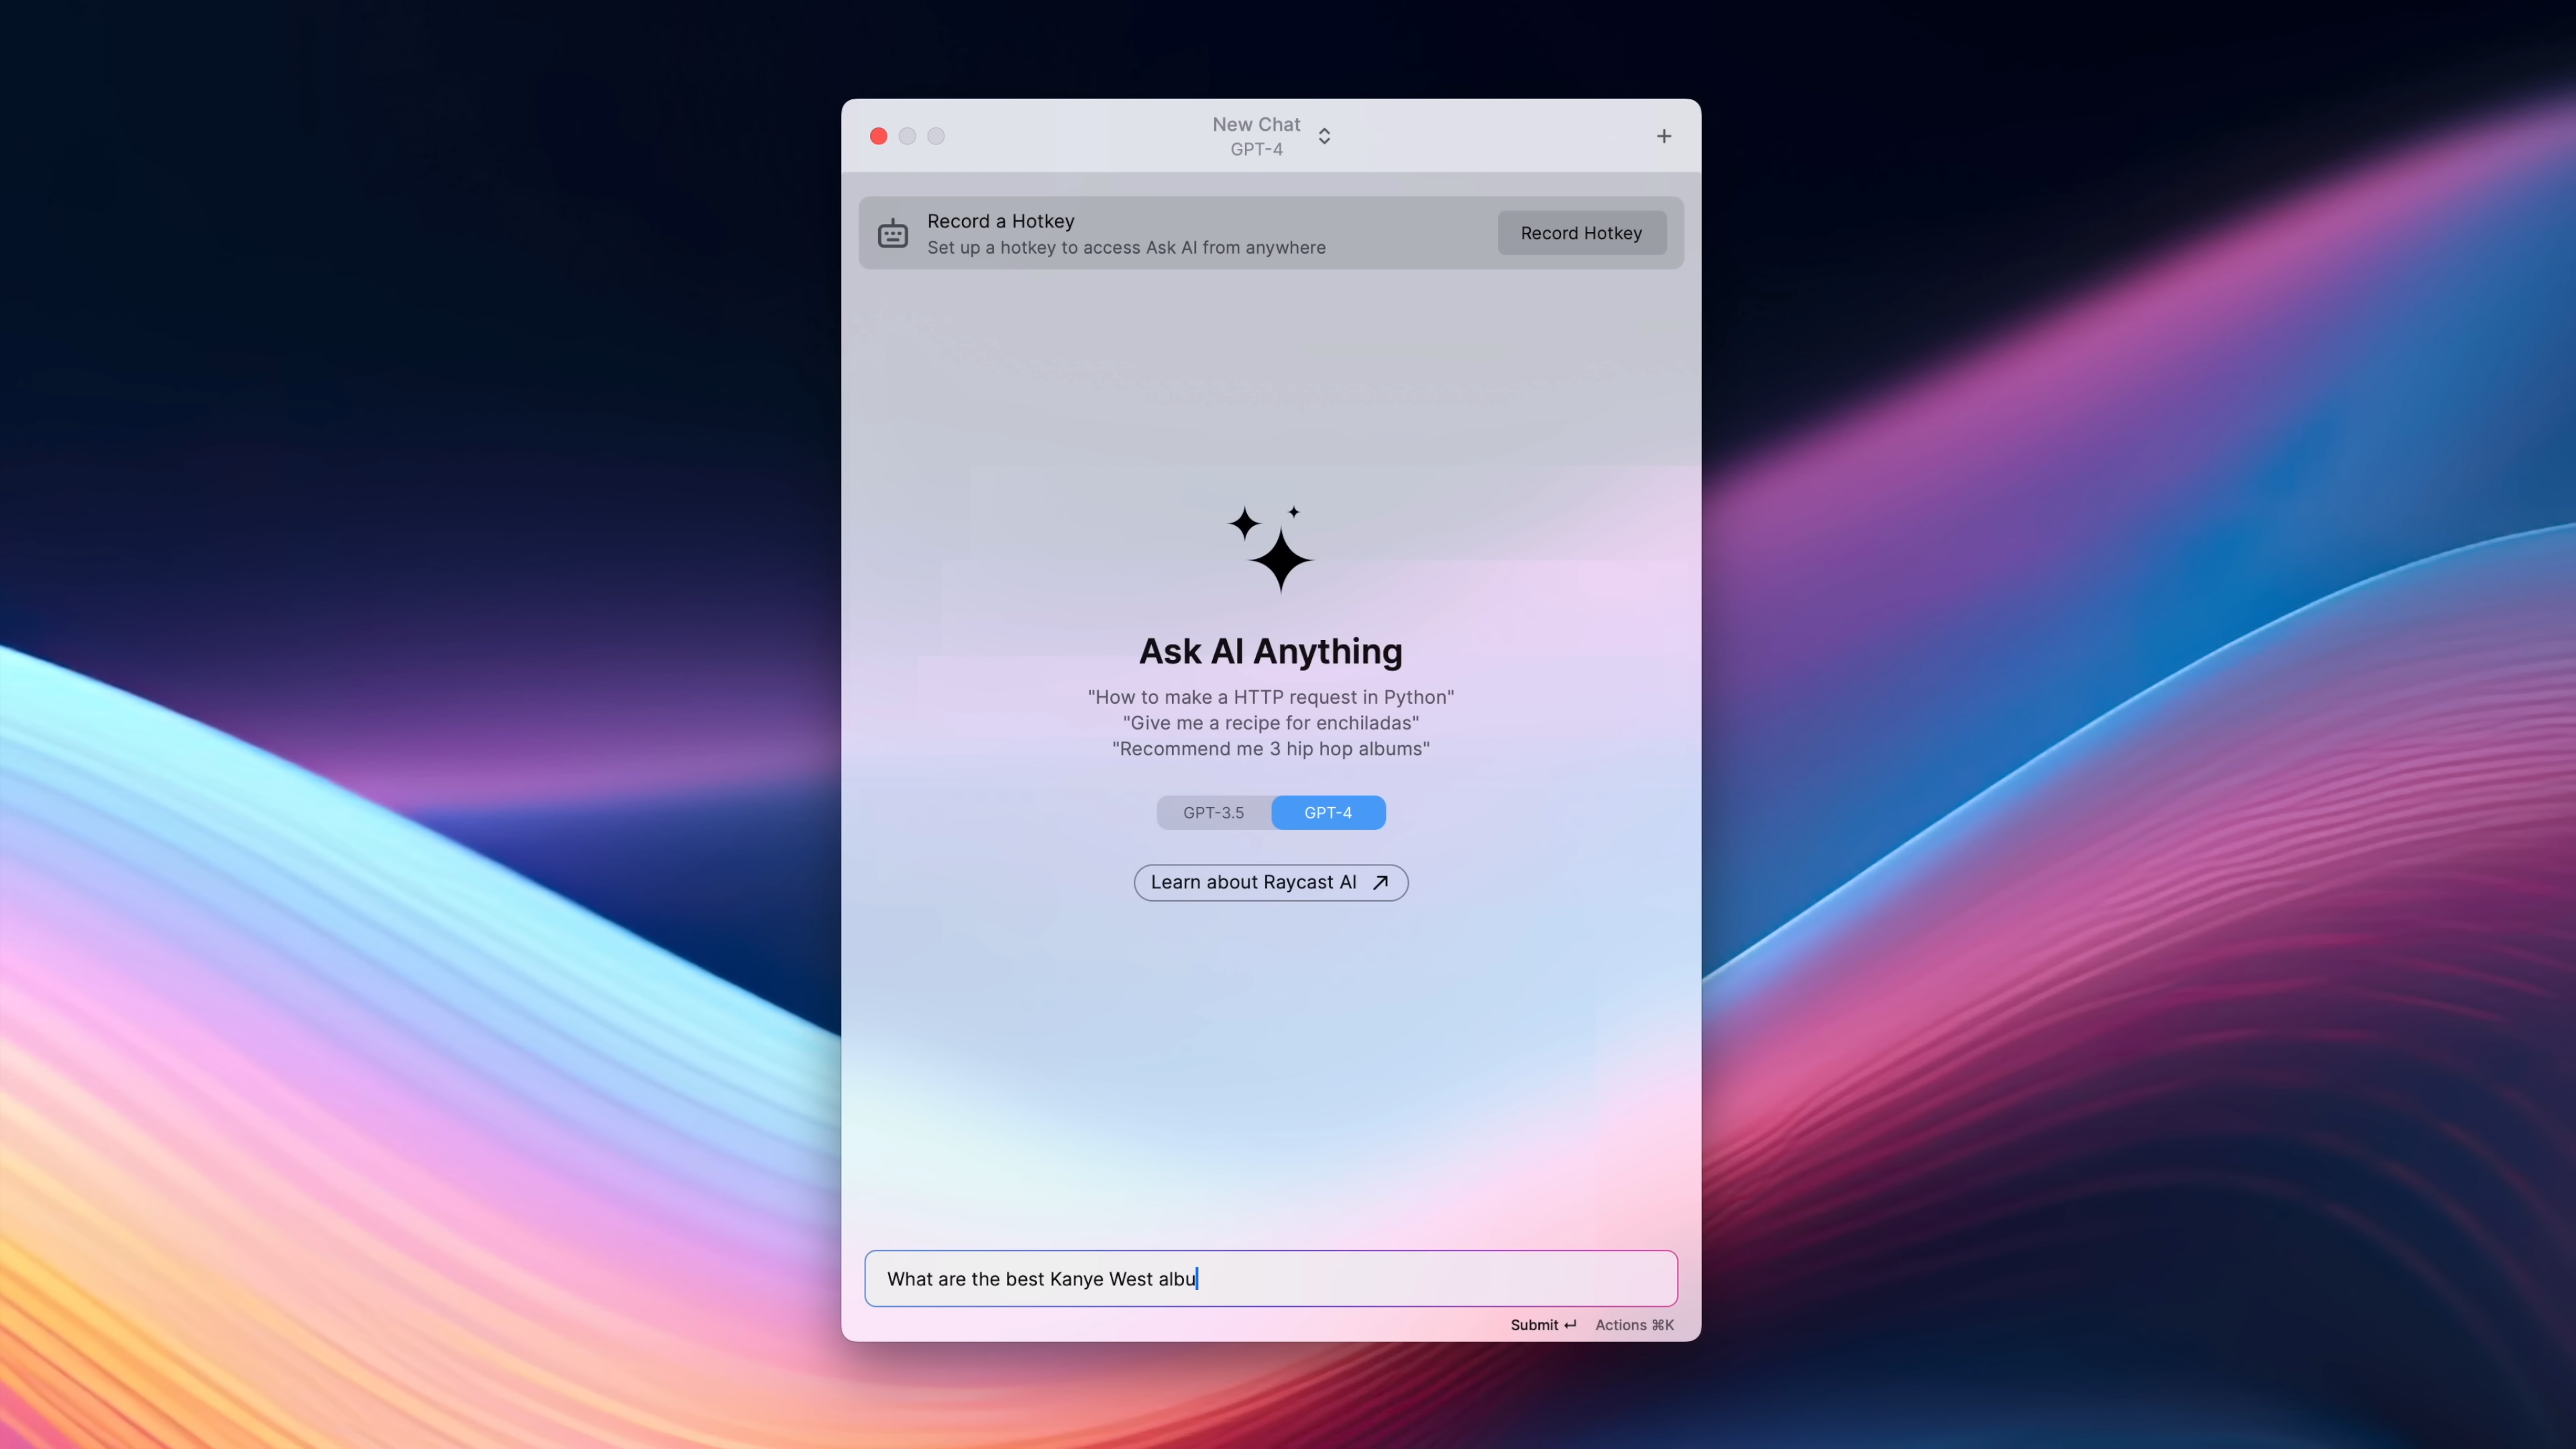 New Chat
GPT-4
Record a Hotkey
Set up a hotkey to access Ask AI from anywhere
Record Hotkey
Ask AI Anything
"How to make a HTTP request in Python"
"Give me a recipe for enchiladas"
"Recommend me 3 hip hop albums"
GPT-3.5 GPT-4
Learn about Raycast AI
What are the best Kanye West albu
Submit ↵ Actions ⌘K